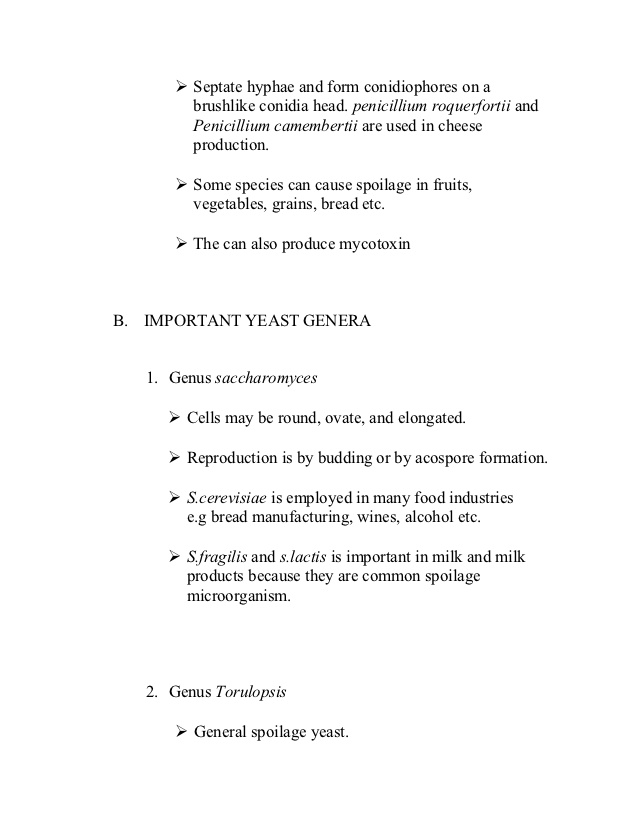 ➢ Septate hyphae and form conidiophores on a
brushlike conidia head. penicillium roquerfortii and
Penicillium camembertii are used in cheese
production.
➢ Some species can cause spoilage in fruits,
vegetables, grains, bread etc.
➢ The can also produce mycotoxin
B. IMPORTANT YEAST GENERA
1. Genus saccharomyces
➢ Cells may be round, ovate, and elongated.
➢ Reproduction is by budding or by acospore formation.
➢ S.cerevisiae is employed in many food industries
e.g bread manufacturing, wines, alcohol etc.
➢ S.fragilis and s.lactis is important in milk and milk
products because they are common spoilage
microorganism.
2. Genus Torulopsis
➢ General spoilage yeast.